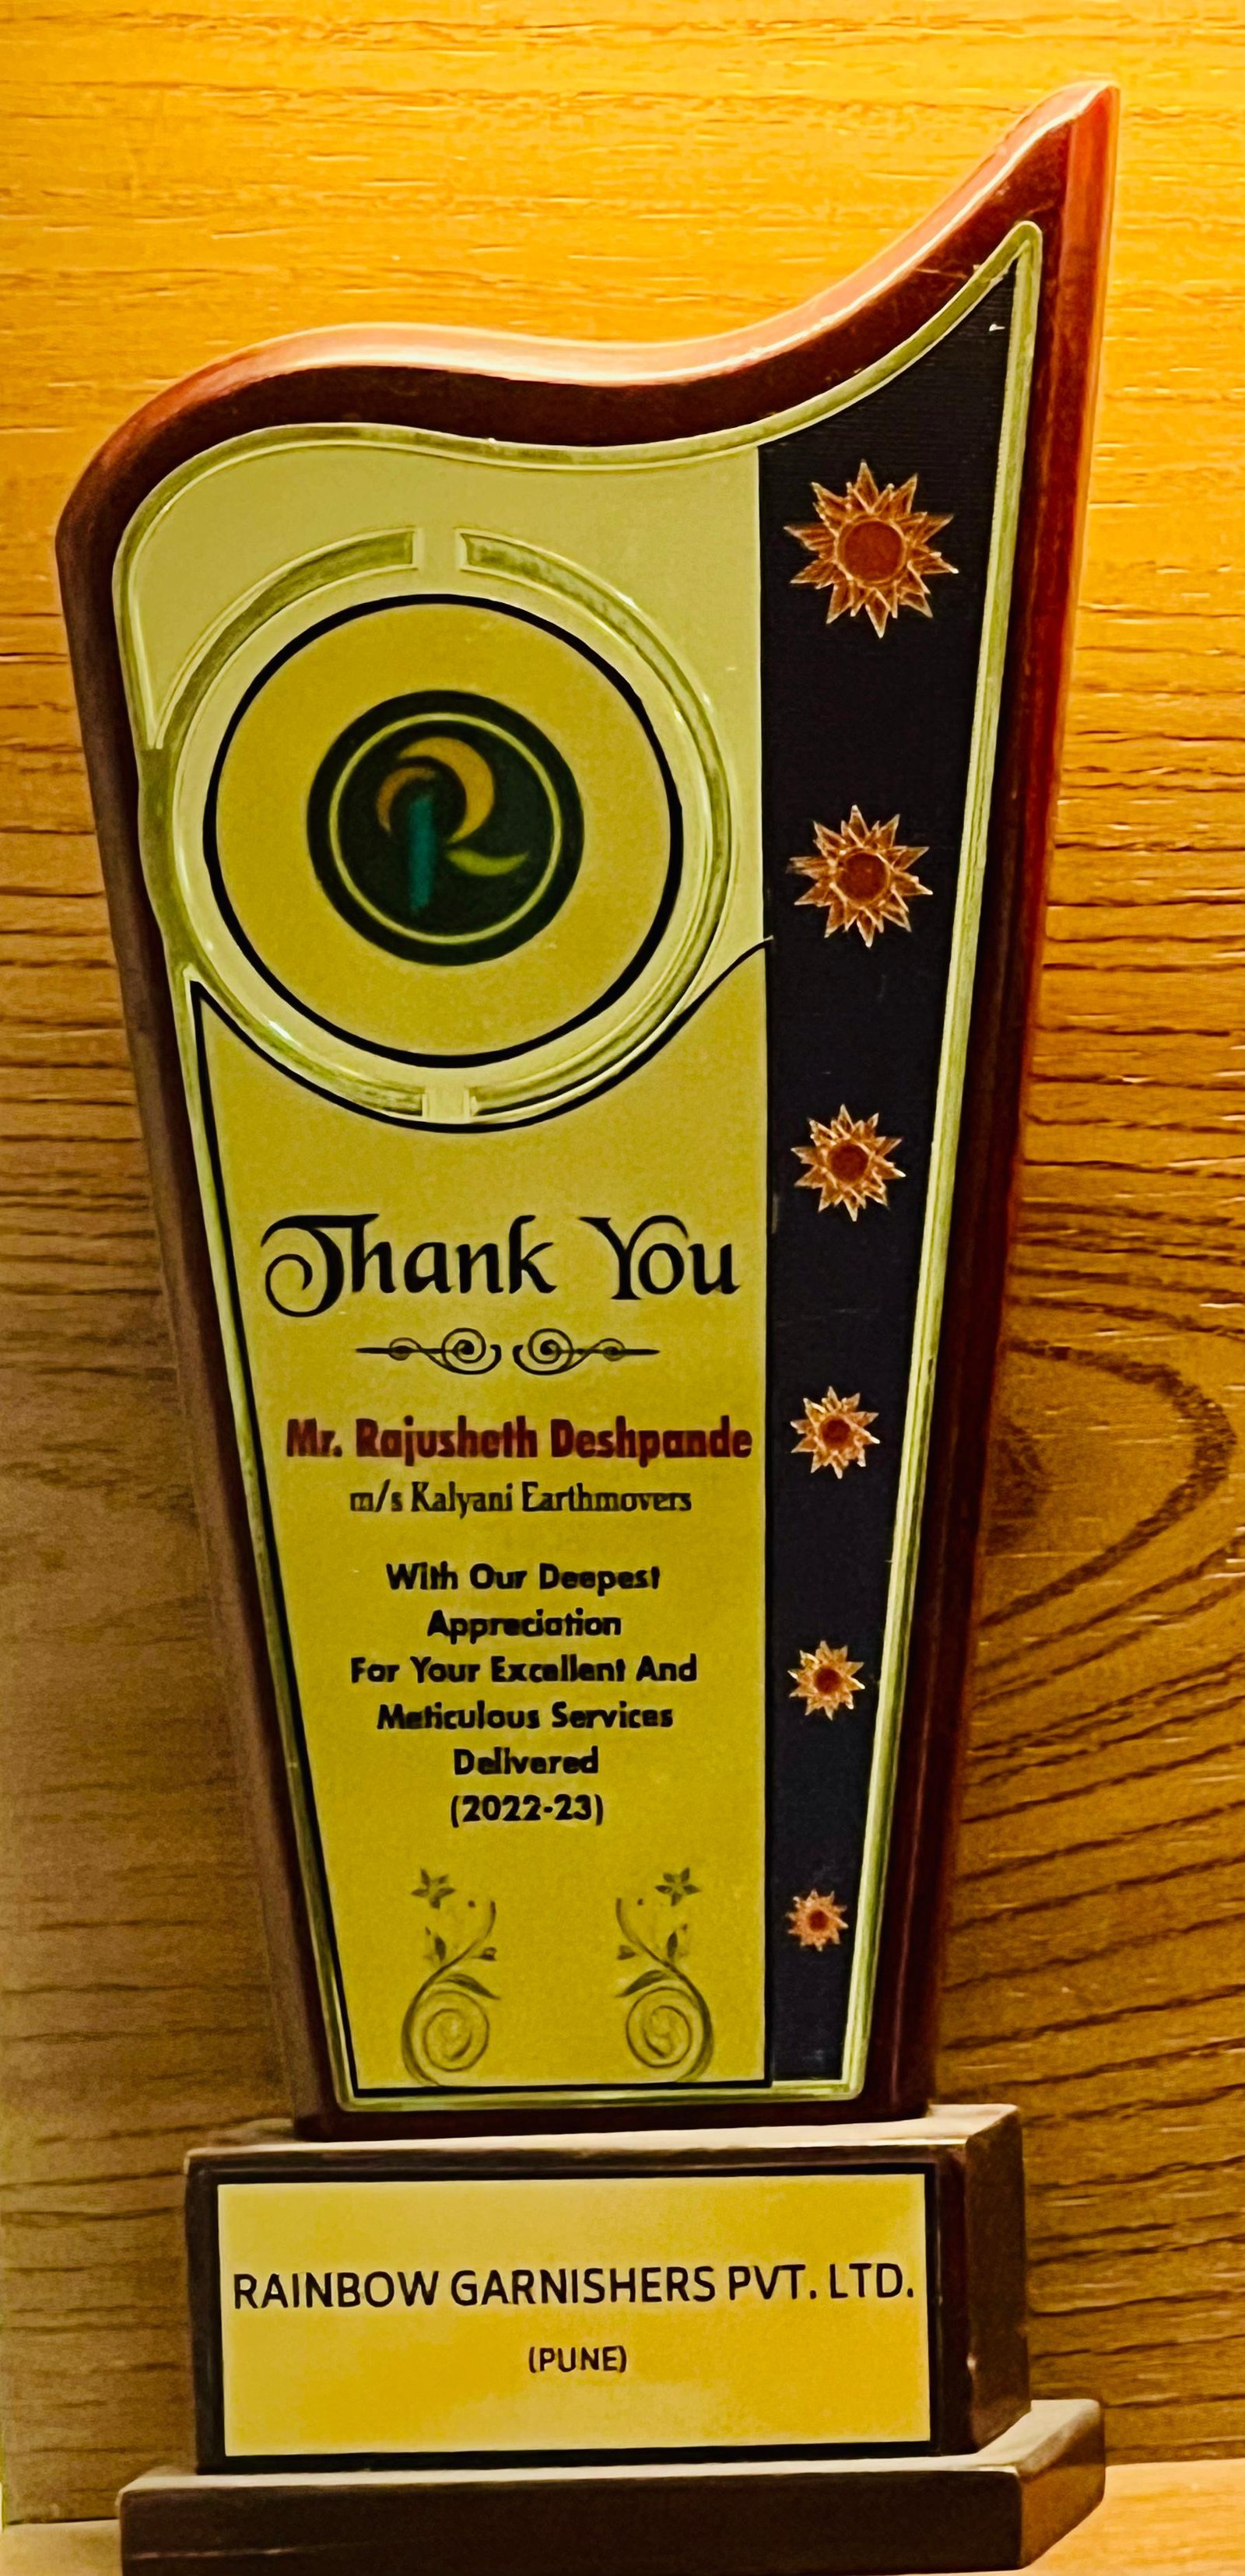 Thank You
Mr. Rajusheth Deshpande
m/s Kalyani Earthmovers
With Our Deepest
Appreciation
For Your Excellent And
Meticulous Services
Delivered
(2022-23)
RAINBOW GARNISHERS PVT. LTD.
(PUNE)